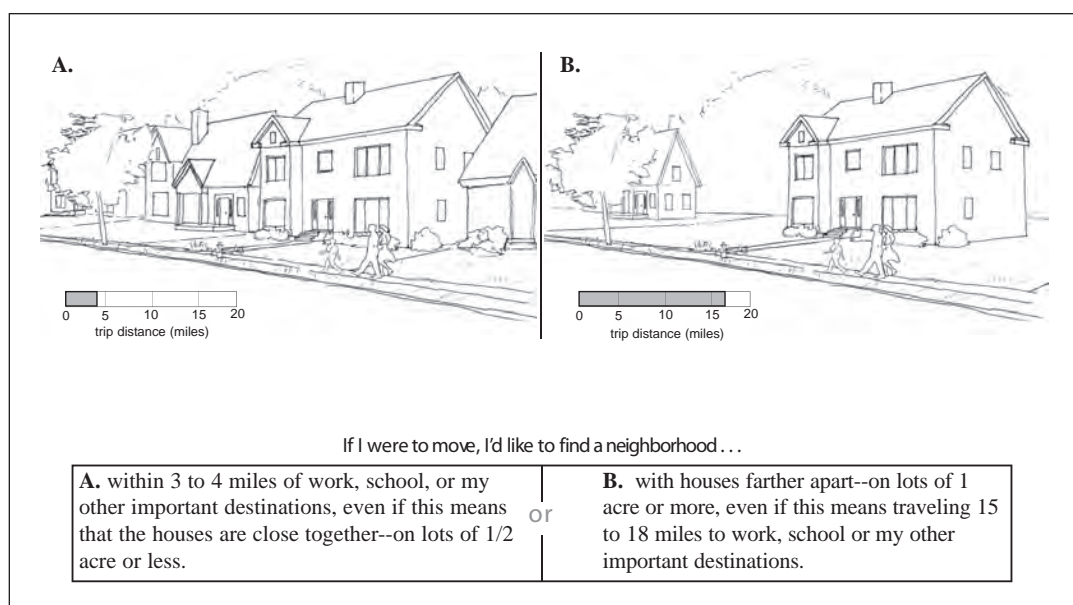 A.
B.
0 5 10 15 20
trip distance (miles)
0 5 10 15 20
trip distance (miles)
If I were to move, I'd like to find a neighborhood . . .
A. within 3 to 4 miles of work, school, or my
other important destinations, even if this means
that the houses are close together--on lots of 1/2
acre or less.
or
B. with houses farther apart--on lots of 1
acre or more, even if this means traveling 15
to 18 miles to work, school or my other
important destinations.